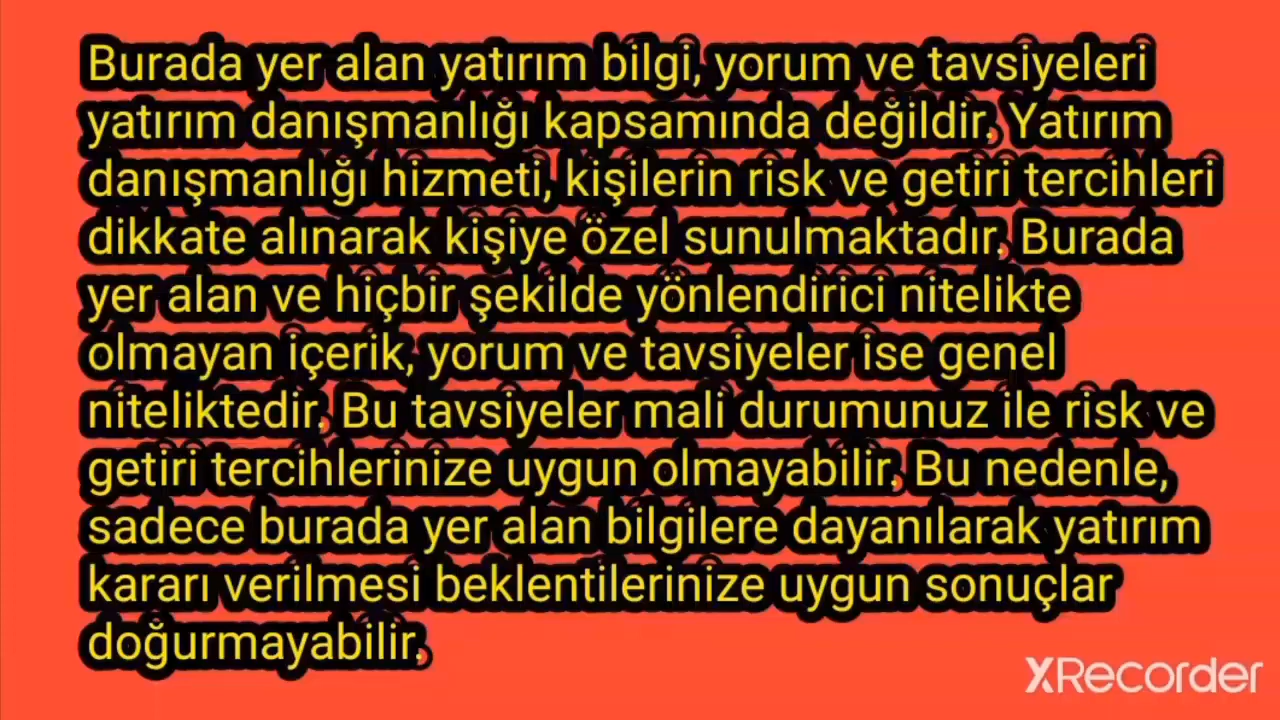 Burada yer alan yatırım bilgi, yorum ve tavsiyeleri
yatırım danışmanlığı kapsamında değildir. Yatırım
danışmanlığı hizmeti, kişilerin risk ve getiri tercihleri
dikkate alınarak kişiye özel sunulmaktadır. Burada
yer alan ve hiçbir şekilde yönlendirici nitelikte
olmayan içerik, yorum ve tavsiyeler ise genel
niteliktedir. Bu tavsiyeler mali durumunuz ile risk ve
getiri tercihlerinize uygun olmayabilir. Bu nedenle,
sadece burada yer alan bilgilere dayanılarak yatırım
kararı verilmesi beklentilerinize uygun sonuçlar
doğurmayabilir.
XRecorder